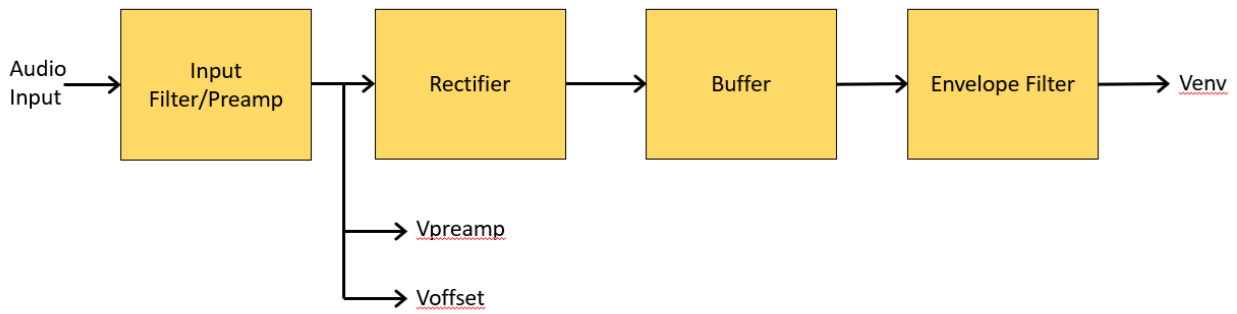 Audio
Input
Input
Filter/Preamp
Rectifier
Buffer
Envelope Filter
Venv
Vpreamp
Voffset